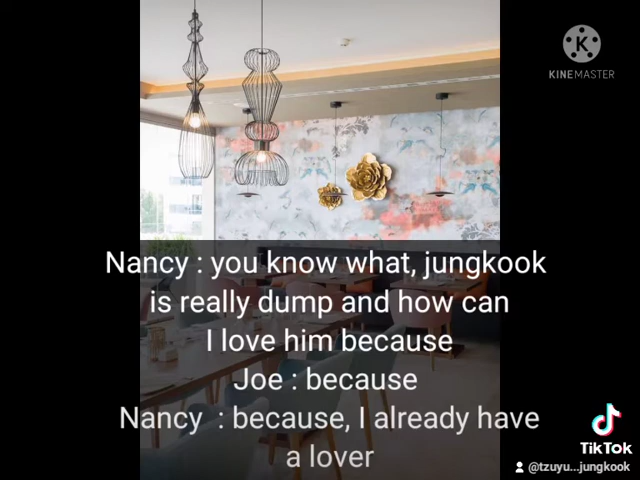 K
KINEMASTER
Nancy : you know what, jungkook
is really dump and how can
I love him because
Joe : because
Nancy : because, I already have
a lover
TikTok
@tzuyu...jungkook